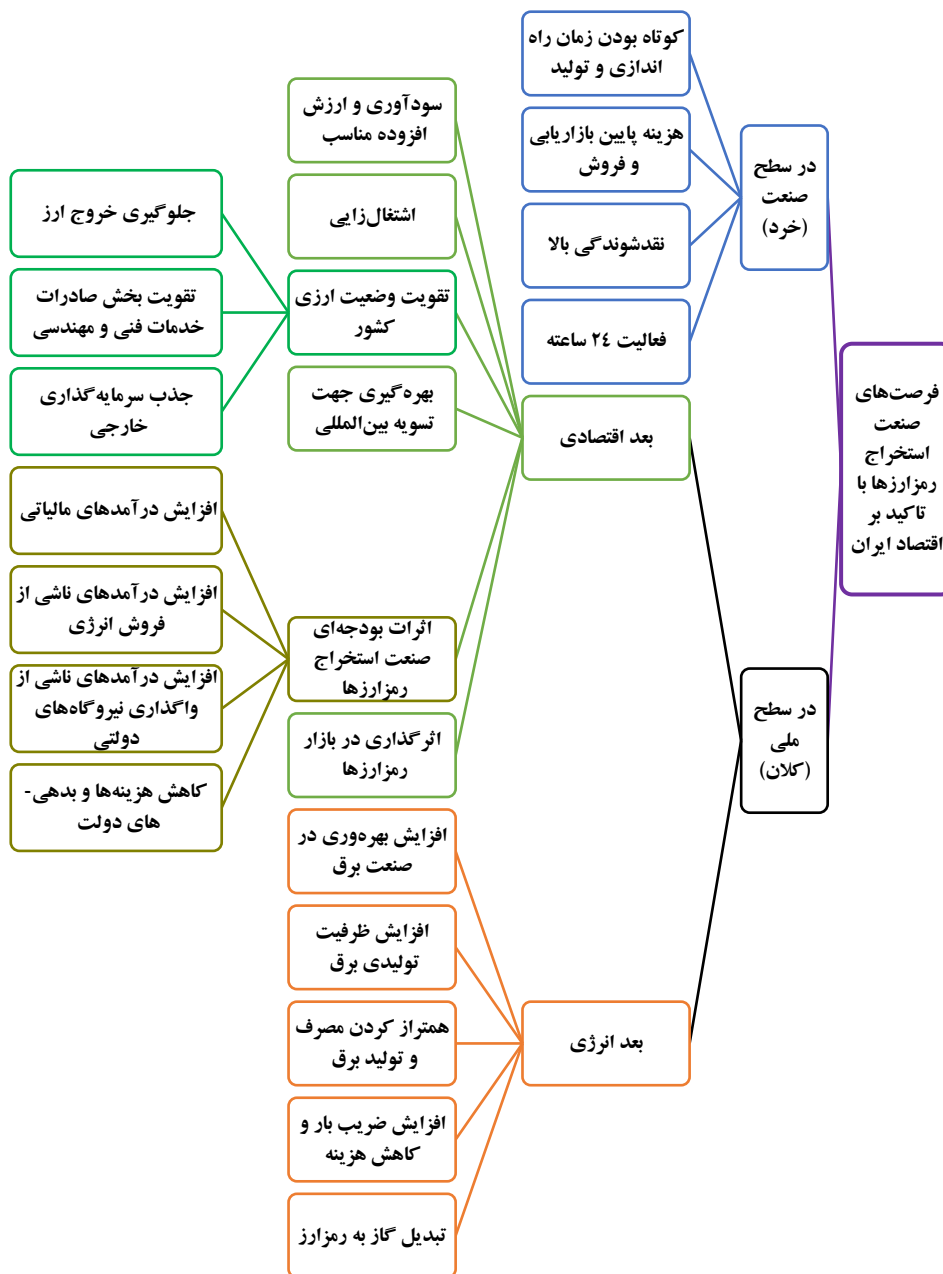 فرصت‌های
صنعت
استخراج
رمزارزها با
تاکید بر
اقتصاد ایران
در سطح
صنعت
(خرد)
کوتاه بودن زمان راه
اندازی و تولید
هزینه پایین بازاریابی
و فروش
نقدشوندگی بالا
فعالیت ۲۴ ساعته
در سطح
ملی
(کلان)
بعد اقتصادی
سودآوری و ارزش
افزوده مناسب
اشتغال‌زایی
تقویت وضعیت ارزی
کشور
جلوگیری خروج ارز
تقویت بخش صادرات
خدمات فنی و مهندسی
جذب سرمایه‌گذاری
خارجی
بهره‌گیری جهت
تسویه بین‌المللی
اثرات بودجه‌ای
صنعت استخراج
رمزارزها
افزایش درآمدهای مالیاتی
افزایش درآمدهای ناشی از
فروش انرژی
افزایش درآمدهای ناشی از
واگذاری نیروگاه‌های
دولتی
کاهش هزینه‌ها و بدهی-
های دولت
اثرگذاری در بازار
رمزارزها
بعد انرژی
افزایش بهره‌وری در
صنعت برق
افزایش ظرفیت
تولیدی برق
همتراز کردن مصرف
و تولید برق
افزایش ضریب بار و
کاهش هزینه
تبدیل گاز به رمزارز